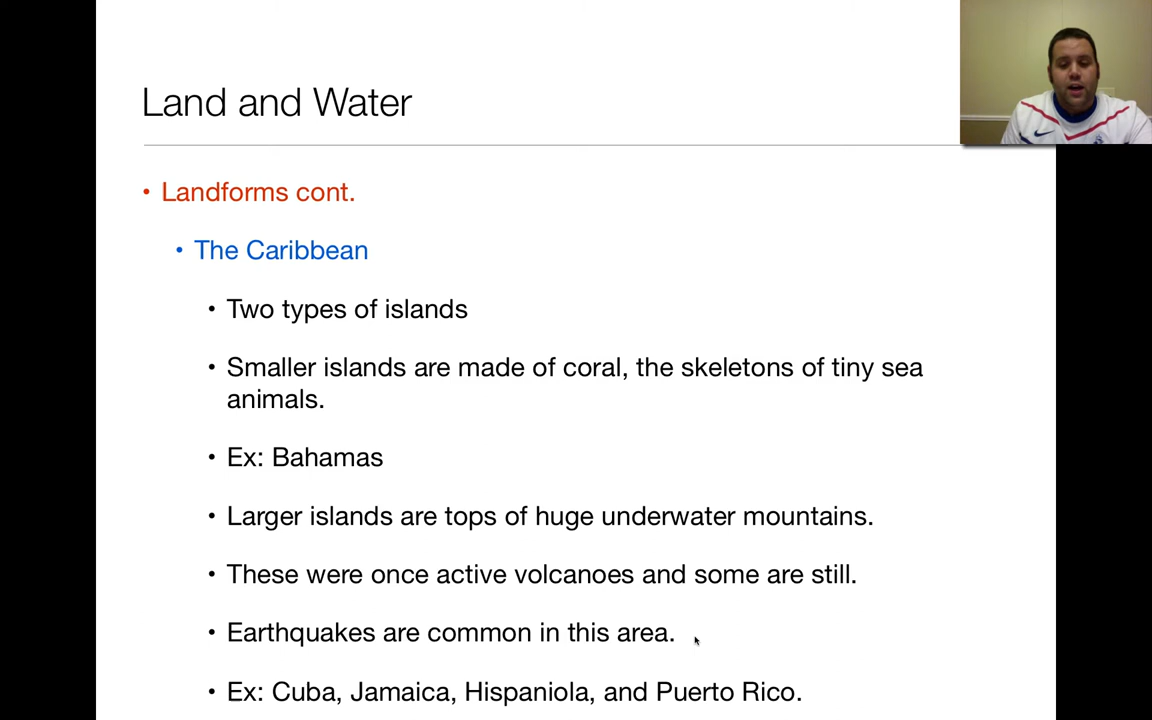 Land and Water
• Landforms cont.
• The Caribbean
• Two types of islands
• Smaller islands are made of coral, the skeletons of tiny sea
animals.
• Ex: Bahamas
• Larger islands are tops of huge underwater mountains.
• These were once active volcanoes and some are still.
• Earthquakes are common in this area.
• Ex: Cuba, Jamaica, Hispaniola, and Puerto Rico.